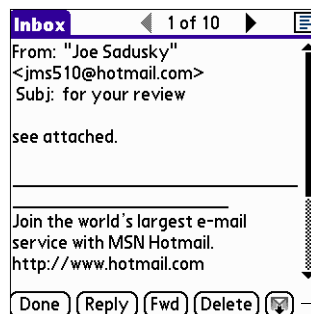 Inbox 1 of 10
From: "Joe Sadusky"
<jms510@hotmail.com>
Subj: for your review
see attached.
Join the world's largest e-mail
service with MSN Hotmail.
http://www.hotmail.com
Done Reply Fwd Delete